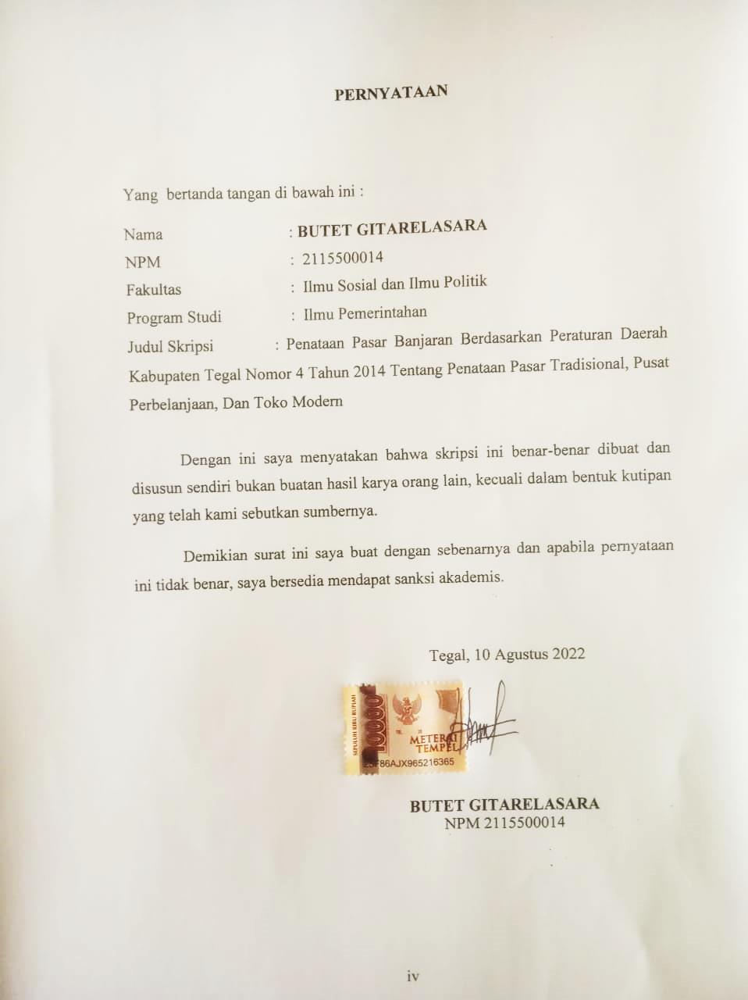 PERNYATAAN
Yang bertanda tangan di bawah ini :
Nama : BUTET GITARELASARA
NPM : 2115500014
Fakultas : Ilmu Sosial dan Ilmu Politik
Program Studi : Ilmu Pemerintahan
Judul Skripsi : Penataan Pasar Banjaran Berdasarkan Peraturan Daerah
Kabupaten Tegal Nomor 4 Tahun 2014 Tentang Penataan Pasar Tradisional, Pusat
Perbelanjaan, Dan Toko Modern
Dengan ini saya menyatakan bahwa skripsi ini benar-benar dibuat dan
disusun sendiri bukan buatan hasil karya orang lain, kecuali dalam bentuk kutipan
yang telah kami sebutkan sumbernya.
Demikian surat ini saya buat dengan sebenarnya dan apabila pernyataan
ini tidak benar, saya bersedia mendapat sanksi akademis.
Tegal, 10 Agustus 2022
SEPULUH RIBU RUPIAH
10000
METERAI
TEMPEL
BUTET GITARELASARA
NPM 2115500014
iv